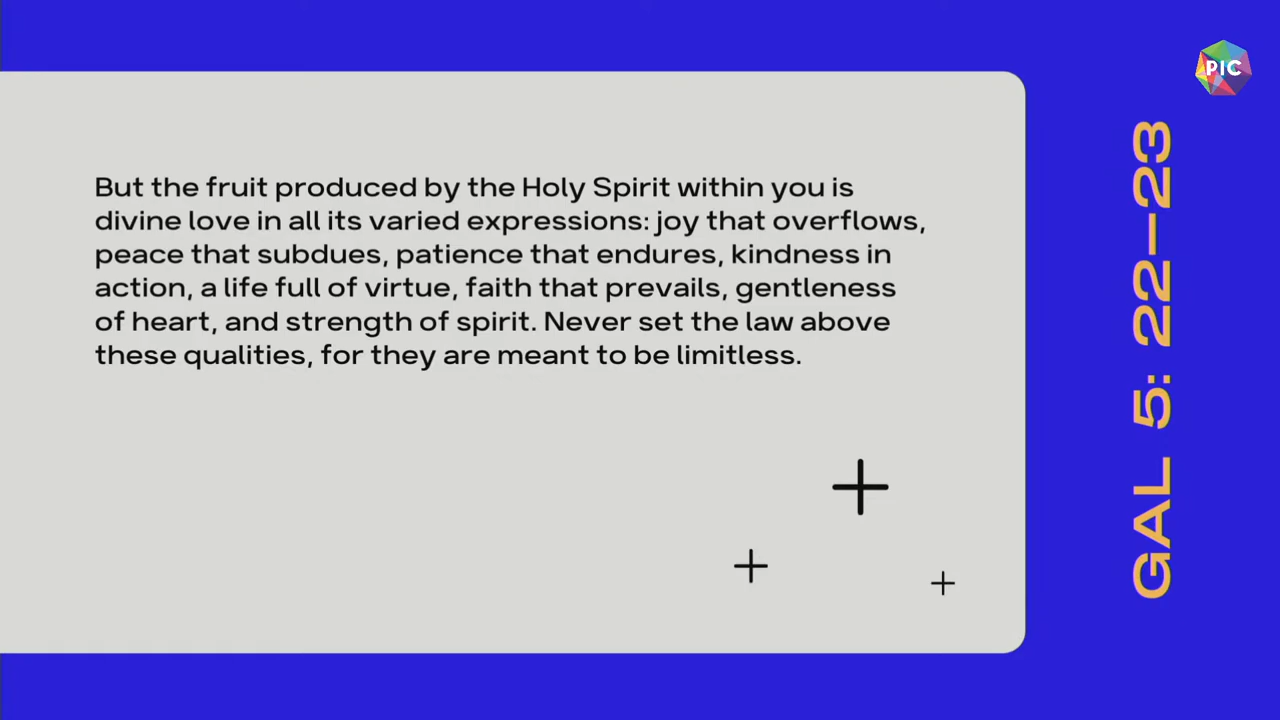 PIC
But the fruit produced by the Holy Spirit within you is
divine love in all its varied expressions: joy that overflows,
peace that subdues, patience that endures, kindness in
action, a life full of virtue, faith that prevails, gentleness
of heart, and strength of spirit. Never set the law above
these qualities, for they are meant to be limitless.
GAL 5: 22–23